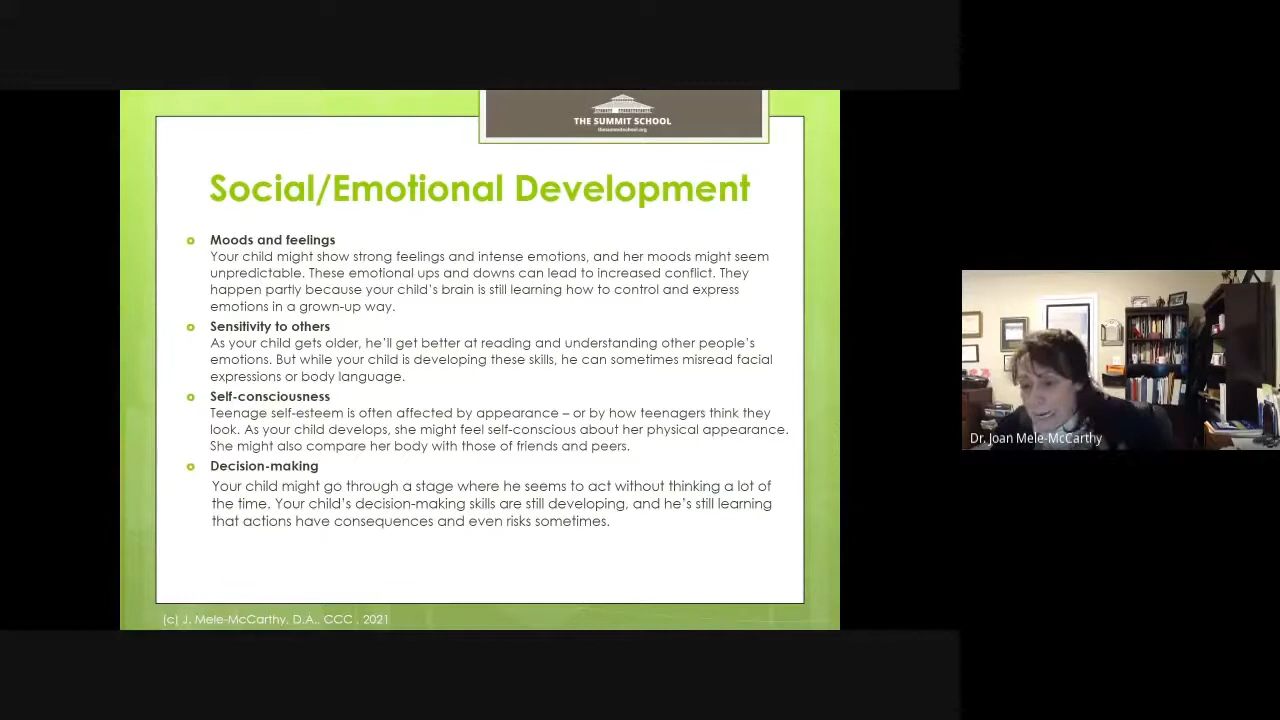 THE SUMMIT SCHOOL
thesummitschool.org
Social/Emotional Development
Moods and feelings
Your child might show strong feelings and intense emotions, and her moods might seem
unpredictable. These emotional ups and downs can lead to increased conflict. They
happen partly because your child’s brain is still learning how to control and express
emotions in a grown-up way.
Sensitivity to others
As your child gets older, he’ll get better at reading and understanding other people’s
emotions. But while your child is developing these skills, he can sometimes misread facial
expressions or body language.
Self-consciousness
Teenage self-esteem is often affected by appearance – or by how teenagers think they
look. As your child develops, she might feel self-conscious about her physical appearance.
She might also compare her body with those of friends and peers.
Decision-making
Your child might go through a stage where he seems to act without thinking a lot of
the time. Your child’s decision-making skills are still developing, and he’s still learning
that actions have consequences and even risks sometimes.
(c) J. Mele-McCarthy, D.A., CCC , 2021
Dr. Joan Mele-McCarthy